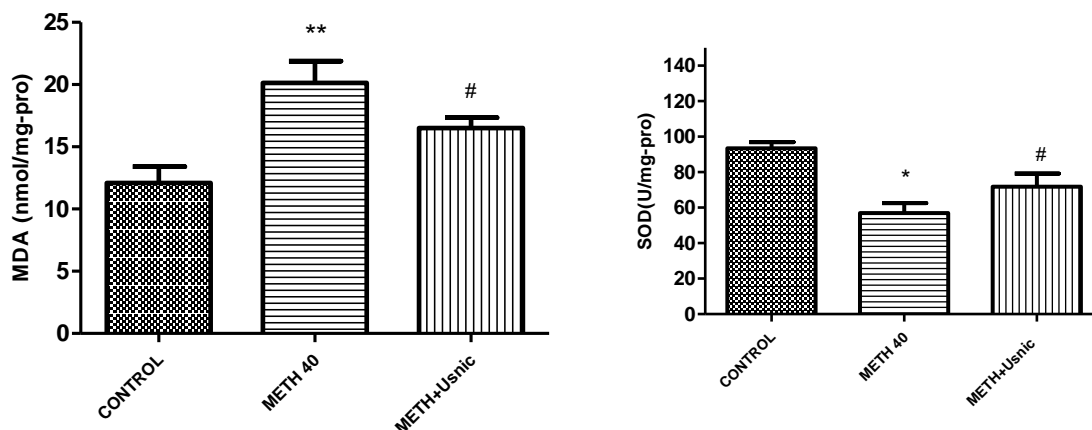 **
#
25
20
15
10
5
0
MDA (nmol/mg-pro)
CONTROL
METH 40
METH+Usnic
#
*
140
120
100
80
60
40
20
0
SOD(U/mg-pro)
CONTROL
METH 40
METH+Usnic